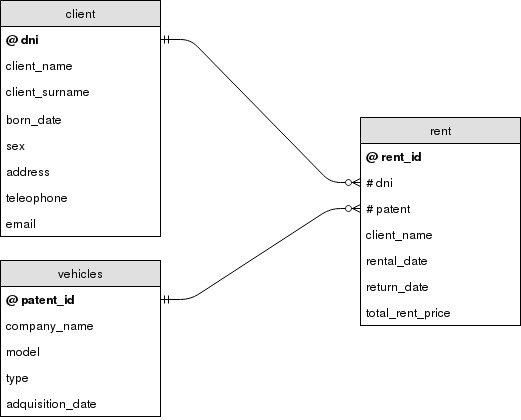 client
@ dni
client_name
client_surname
born_date
sex
address
teleophone
email
vehicles
@ patent_id
company_name
model
type
adquisition_date
rent
@ rent_id
# dni
# patent
client_name
rental_date
return_date
total_rent_price